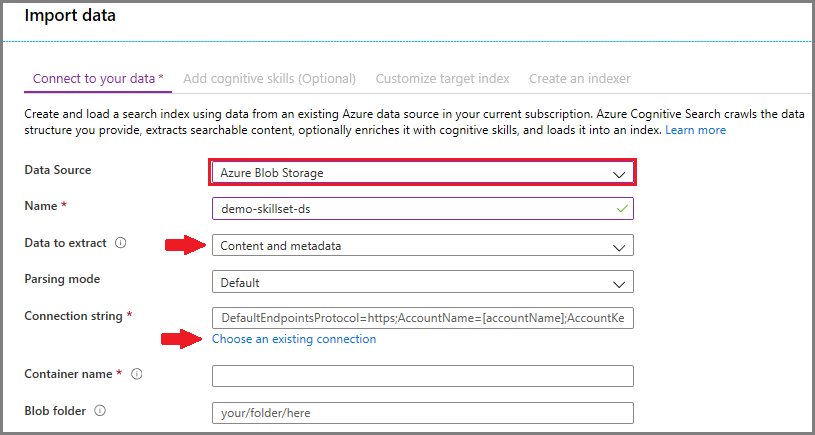 Import data
Connect to your data *
Add cognitive skills (Optional)
Customize target index
Create an indexer
Create and load a search index using data from an existing Azure data source in your current subscription. Azure Cognitive Search crawls the data
structure you provide, extracts searchable content, optionally enriches it with cognitive skills, and loads it into an index. Learn more
Data Source
Azure Blob Storage
Name *
demo-skillset-ds
Data to extract
Content and metadata
Parsing mode
Default
Connection string *
DefaultEndpointsProtocol=https;AccountName=[accountName];AccountKe
Choose an existing connection
Container name *
Blob folder
your/folder/here